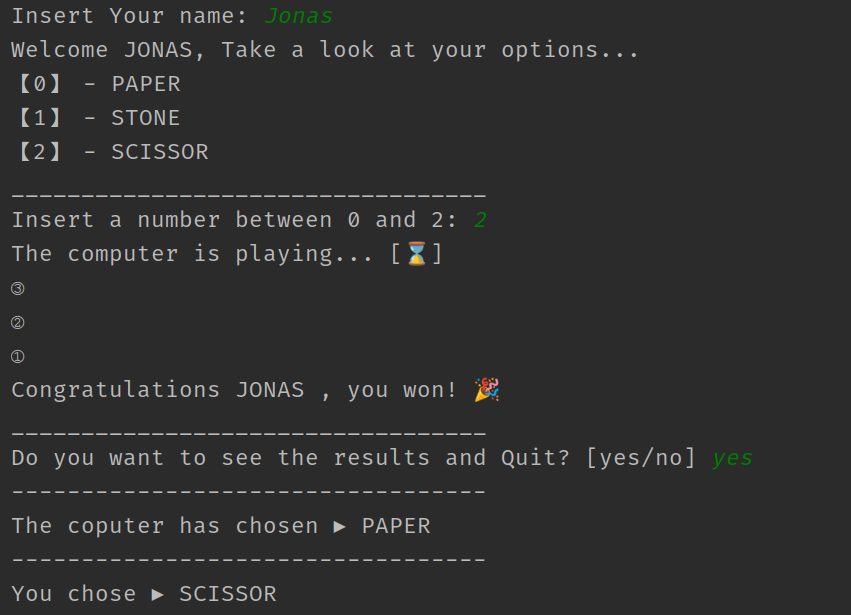 Insert Your name: Jonas
Welcome JONAS, Take a look at your options...
【0】 - PAPER
【1】 - STONE
【2】 - SCISSOR
__________________________________
Insert a number between 0 and 2: 2
The computer is playing... [⌛]
③
②
①
Congratulations JONAS , you won! 🎉
__________________________________
Do you want to see the results and Quit? [yes/no] yes
----------------------------------
The coputer has chosen ► PAPER
----------------------------------
You chose ► SCISSOR